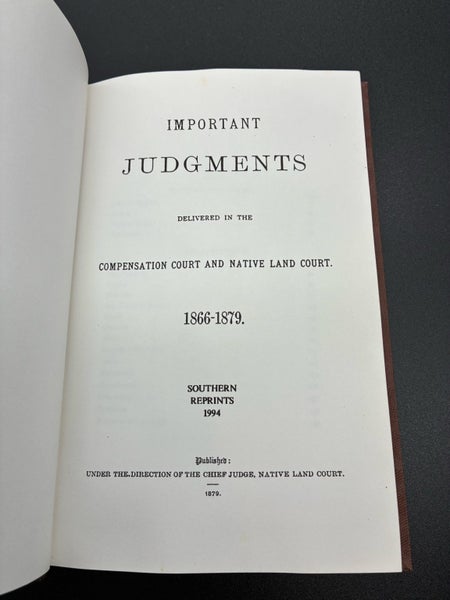 IMPORTANT
JUDGMENTS
DELIVERED IN THE
COMPENSATION COURT AND NATIVE LAND COURT.
1866-1879.
SOUTHERN
REPRINTS
1994
Published:
UNDER THE DIRECTION OF THE CHIEF JUDGE, NATIVE LAND COURT.
1879.